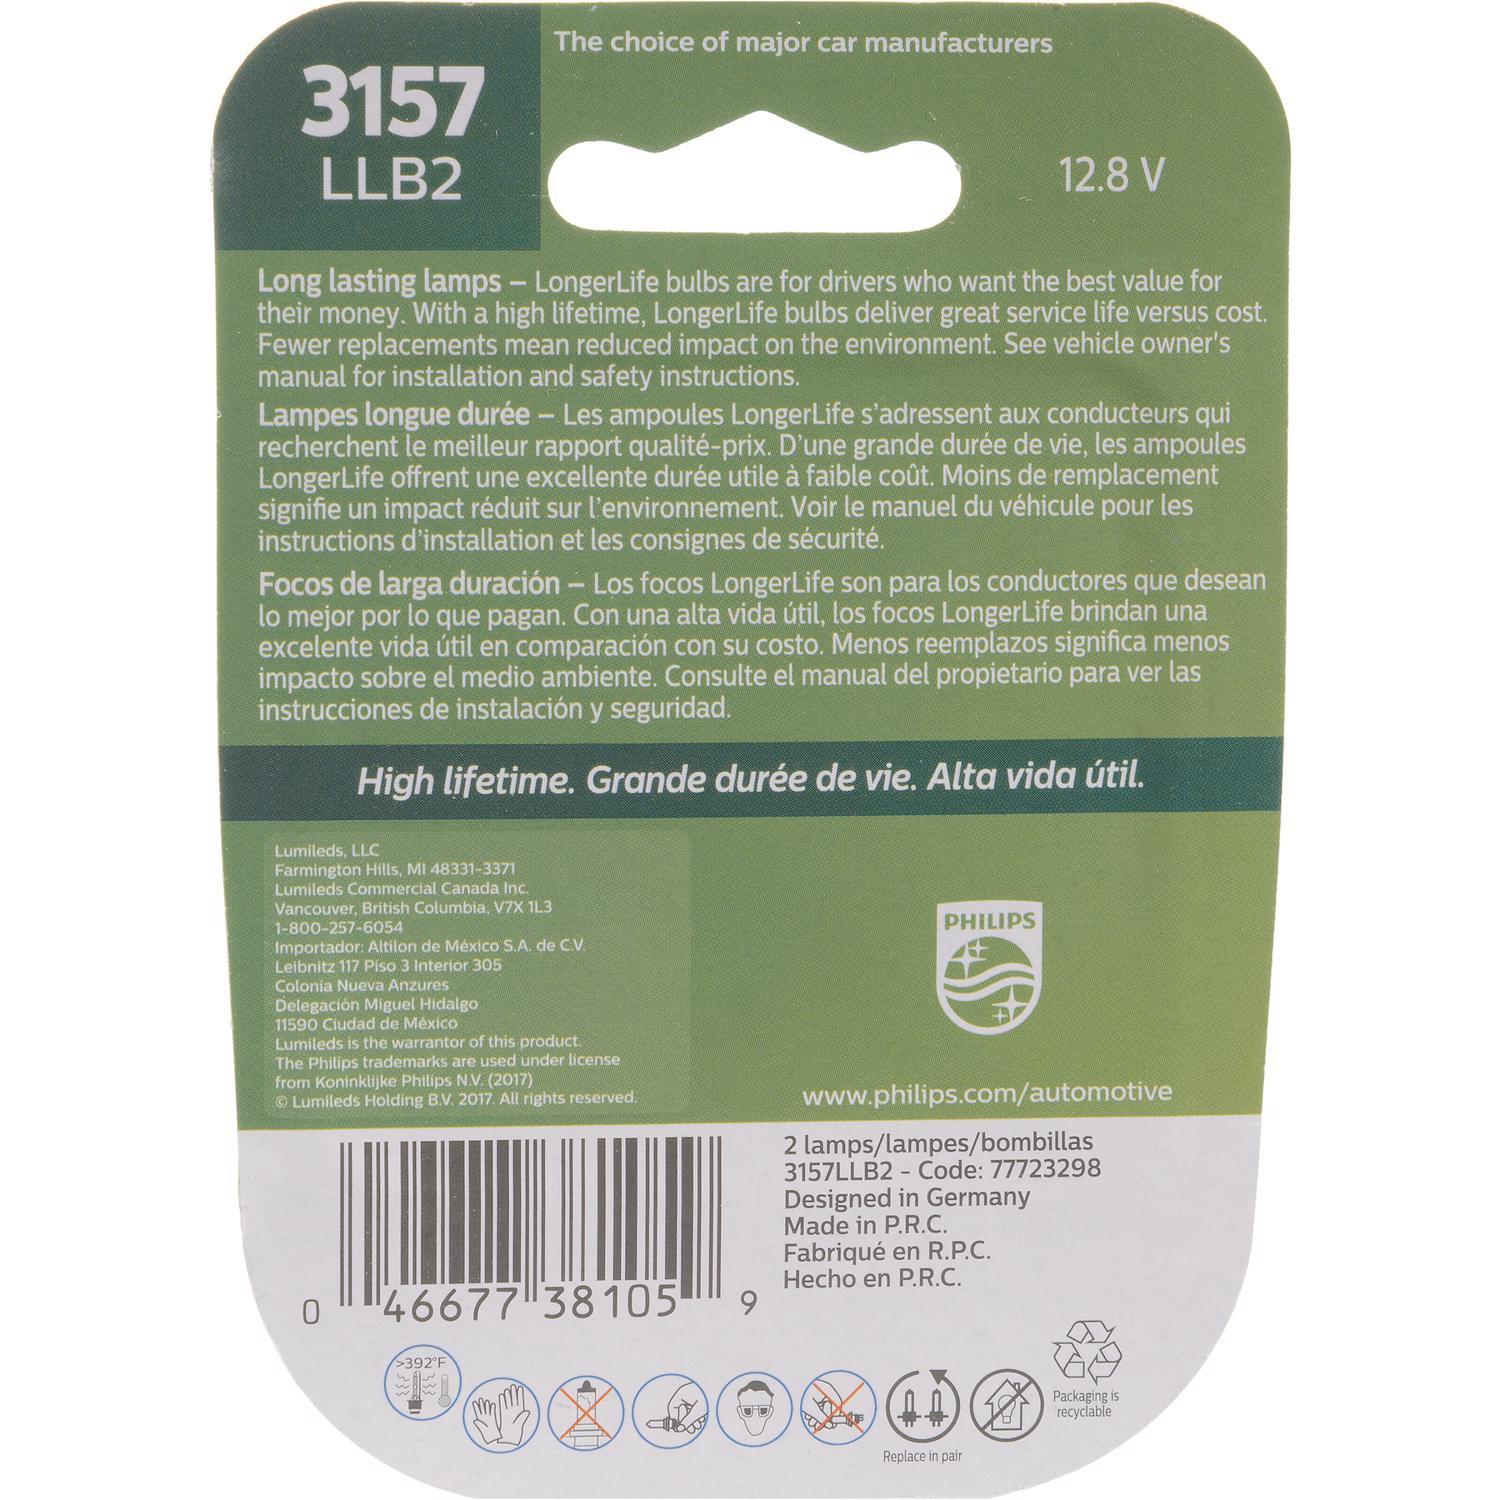 The choice of major car manufacturers
3157
LLB2
12.8 V
Long lasting lamps – LongerLife bulbs are for drivers who want the best value for
their money. With a high lifetime, LongerLife bulbs deliver great service life versus cost.
Fewer replacements mean reduced impact on the environment. See vehicle owner's
manual for installation and safety instructions.
Lampes longue durée – Les ampoules LongerLife s'adressent aux conducteurs qui
recherchent le meilleur rapport qualité-prix. D'une grande durée de vie, les ampoules
LongerLife offrent une excellente durée utile à faible coût. Moins de remplacement
signifie un impact réduit sur l'environnement. Voir le manuel du véhicule pour les
instructions d'installation et les consignes de sécurité.
Focos de larga duración – Los focos LongerLife son para los conductores que desean
lo mejor por lo que pagan. Con una alta vida útil, los focos LongerLife brindan una
excelente vida útil en comparación con su costo. Menos reemplazos significa menos
impacto sobre el medio ambiente. Consulte el manual del propietario para ver las
instrucciones de instalación y seguridad.
High lifetime. Grande durée de vie. Alta vida útil.
Lumileds, LLC
Farmington Hills, MI 48331-3371
Lumileds Commercial Canada Inc.
Vancouver, British Columbia, V7X 1L3
1-800-257-6054
Importador: Altilon de México S.A. de C.V.
Leibnitz 117 Piso 3 Interior 305
Colonia Nueva Anzures
Delegación Miguel Hidalgo
11590 Ciudad de México
Lumileds is the warrantor of this product.
The Philips trademarks are used under license
from Koninklijke Philips N.V. (2017)
© Lumileds Holding B.V. 2017. All rights reserved.
PHILIPS
www.philips.com/automotive
2 lamps/lampes/bombillas
3157LLB2 - Code: 77723298
Designed in Germany
Made in P.R.C.
Fabriqué en R.P.C.
Hecho en P.R.C.
0 46677 38105 9
>392°F
Replace in pair
Packaging is
recyclable